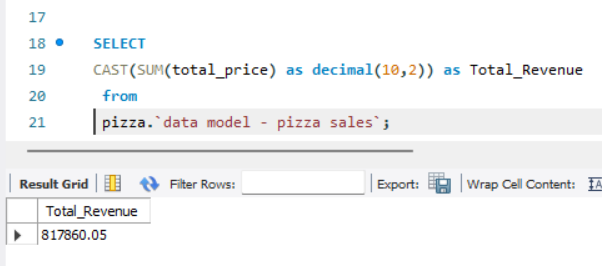 17
18 SELECT
19 CAST(SUM(total_price) as decimal(10,2)) as Total_Revenue
20 from
21 pizza.`data model - pizza sales`;
Result Grid Filter Rows: Export: Wrap Cell Content:
Total_Revenue
817860.05